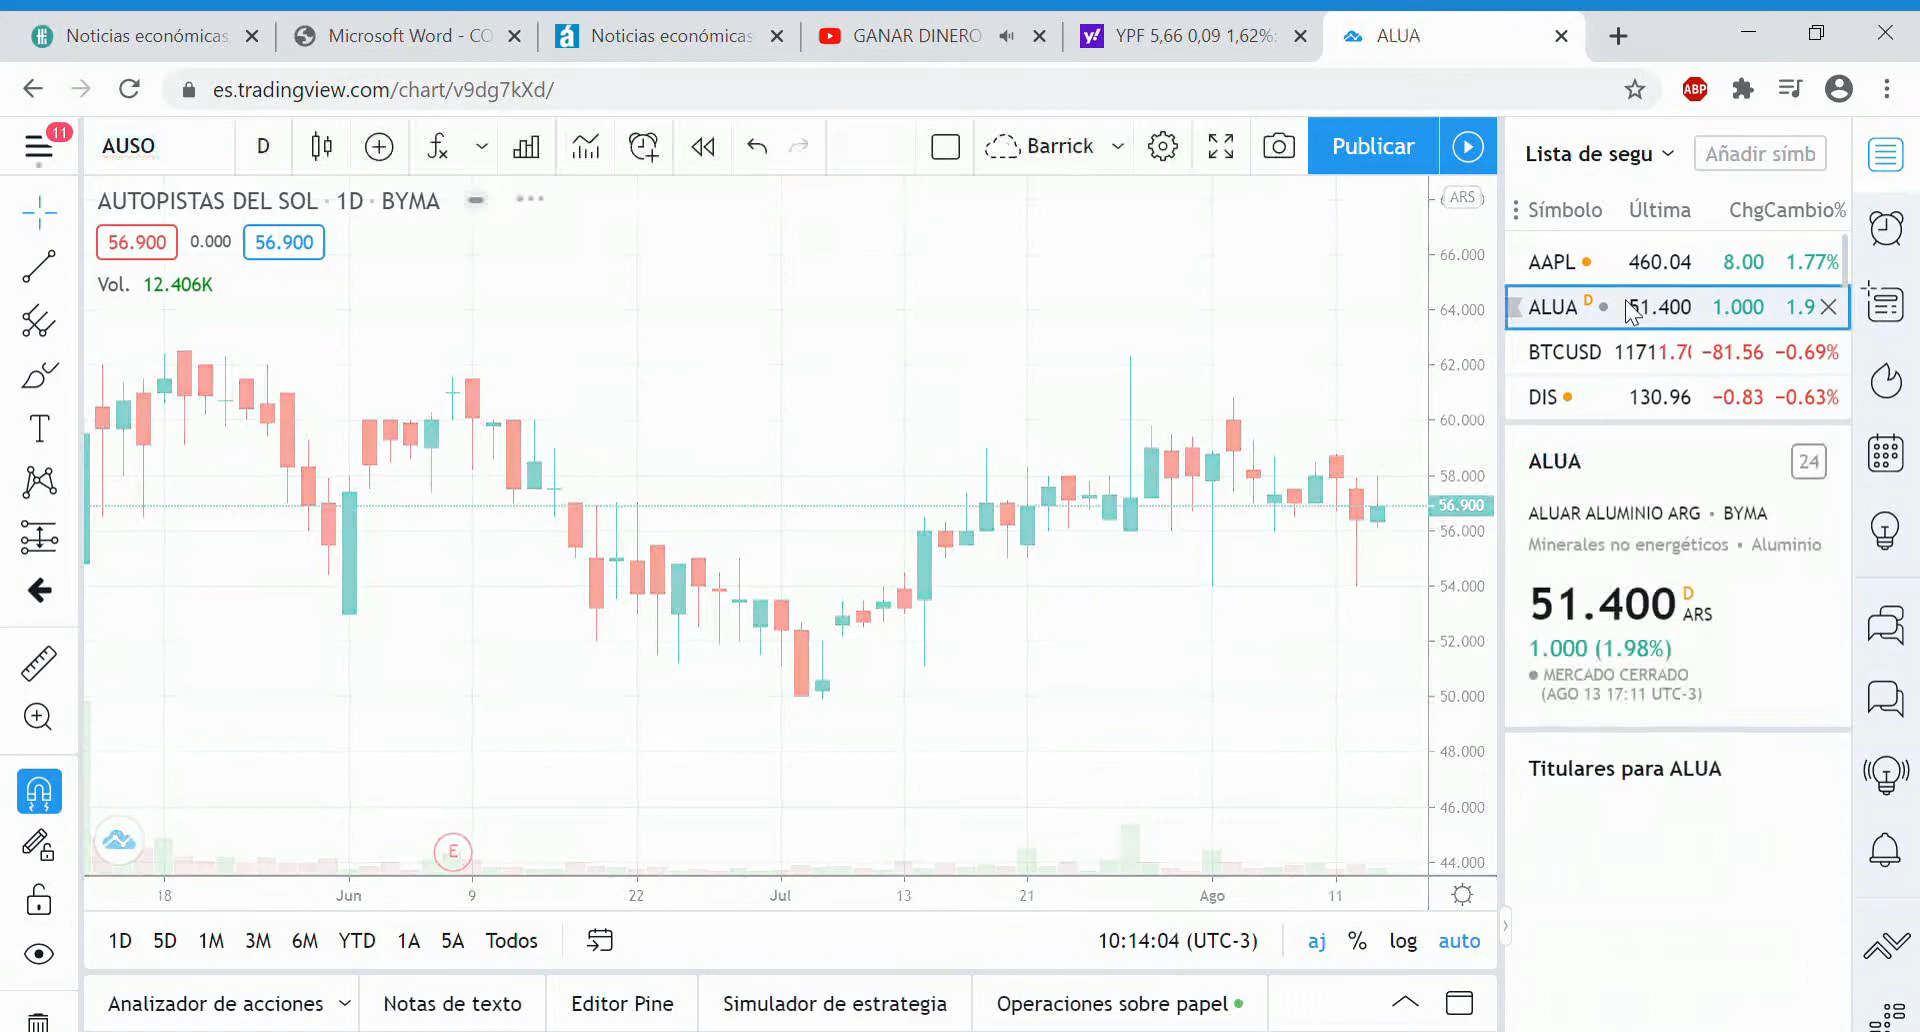 Noticias económicas
Microsoft Word - CO
Noticias económicas
GANAR DINERO
YPF 5,66 0,09 1,62%:
ALUA
es.tradingview.com/chart/v9dg7kXd/
ABP
11
AUSO
D
Barrick
Publicar
Lista de segu
Añadir símb
AUTOPISTAS DEL SOL · 1D · BYMA
ARS
56.900
0.000
56.900
Vol. 12.406K
Símbolo Última Chg Cambio%
AAPL 460.04 8.00 1.77%
ALUA D 51.400 1.000 1.9
BTCUSD 11711.70 −81.56 −0.69%
DIS 130.96 −0.83 −0.63%
66.000
64.000
62.000
60.000
58.000
56.900
56.000
54.000
52.000
50.000
48.000
46.000
44.000
ALUA
24
ALUAR ALUMINIO ARG • BYMA
Minerales no energéticos • Aluminio
51.400 D ARS
1.000 (1.98%)
MERCADO CERRADO
(AGO 13 17:11 UTC-3)
Titulares para ALUA
E
18 Jun 9 22 Jul 13 21 Ago 11
1D 5D 1M 3M 6M YTD 1A 5A Todos
10:14:04 (UTC-3)
aj % log auto
Analizador de acciones
Notas de texto
Editor Pine
Simulador de estrategia
Operaciones sobre papel